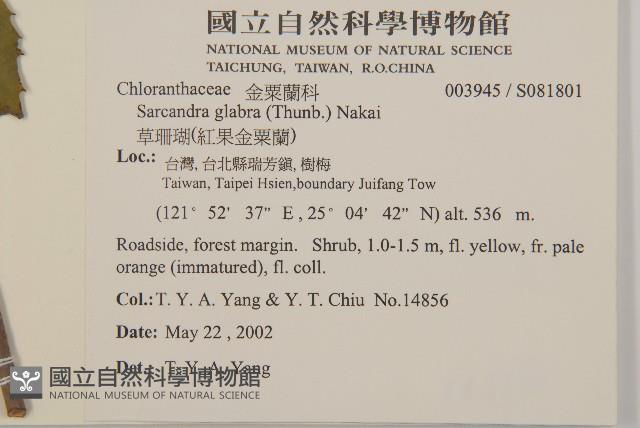 國立自然科學博物館
NATIONAL MUSEUM OF NATURAL SCIENCE
TAICHUNG, TAIWAN, R.O.CHINA
Chloranthaceae 金粟蘭科 003945 / S081801
Sarcandra glabra (Thunb.) Nakai
草珊瑚(紅果金粟蘭)
Loc.: 台灣, 台北縣瑞芳鎮, 樹梅
Taiwan, Taipei Hsien,boundary Juifang Tow
(121° 52' 37" E , 25° 04' 42" N) alt. 536 m.
Roadside, forest margin. Shrub, 1.0-1.5 m, fl. yellow, fr. pale
orange (immatured), fl. coll.
Col.: T. Y. A. Yang & Y. T. Chiu No.14856
Date: May 22 , 2002
Det. T. Y. A. Yang
國立自然科學博物館
NATIONAL MUSEUM OF NATURAL SCIENCE